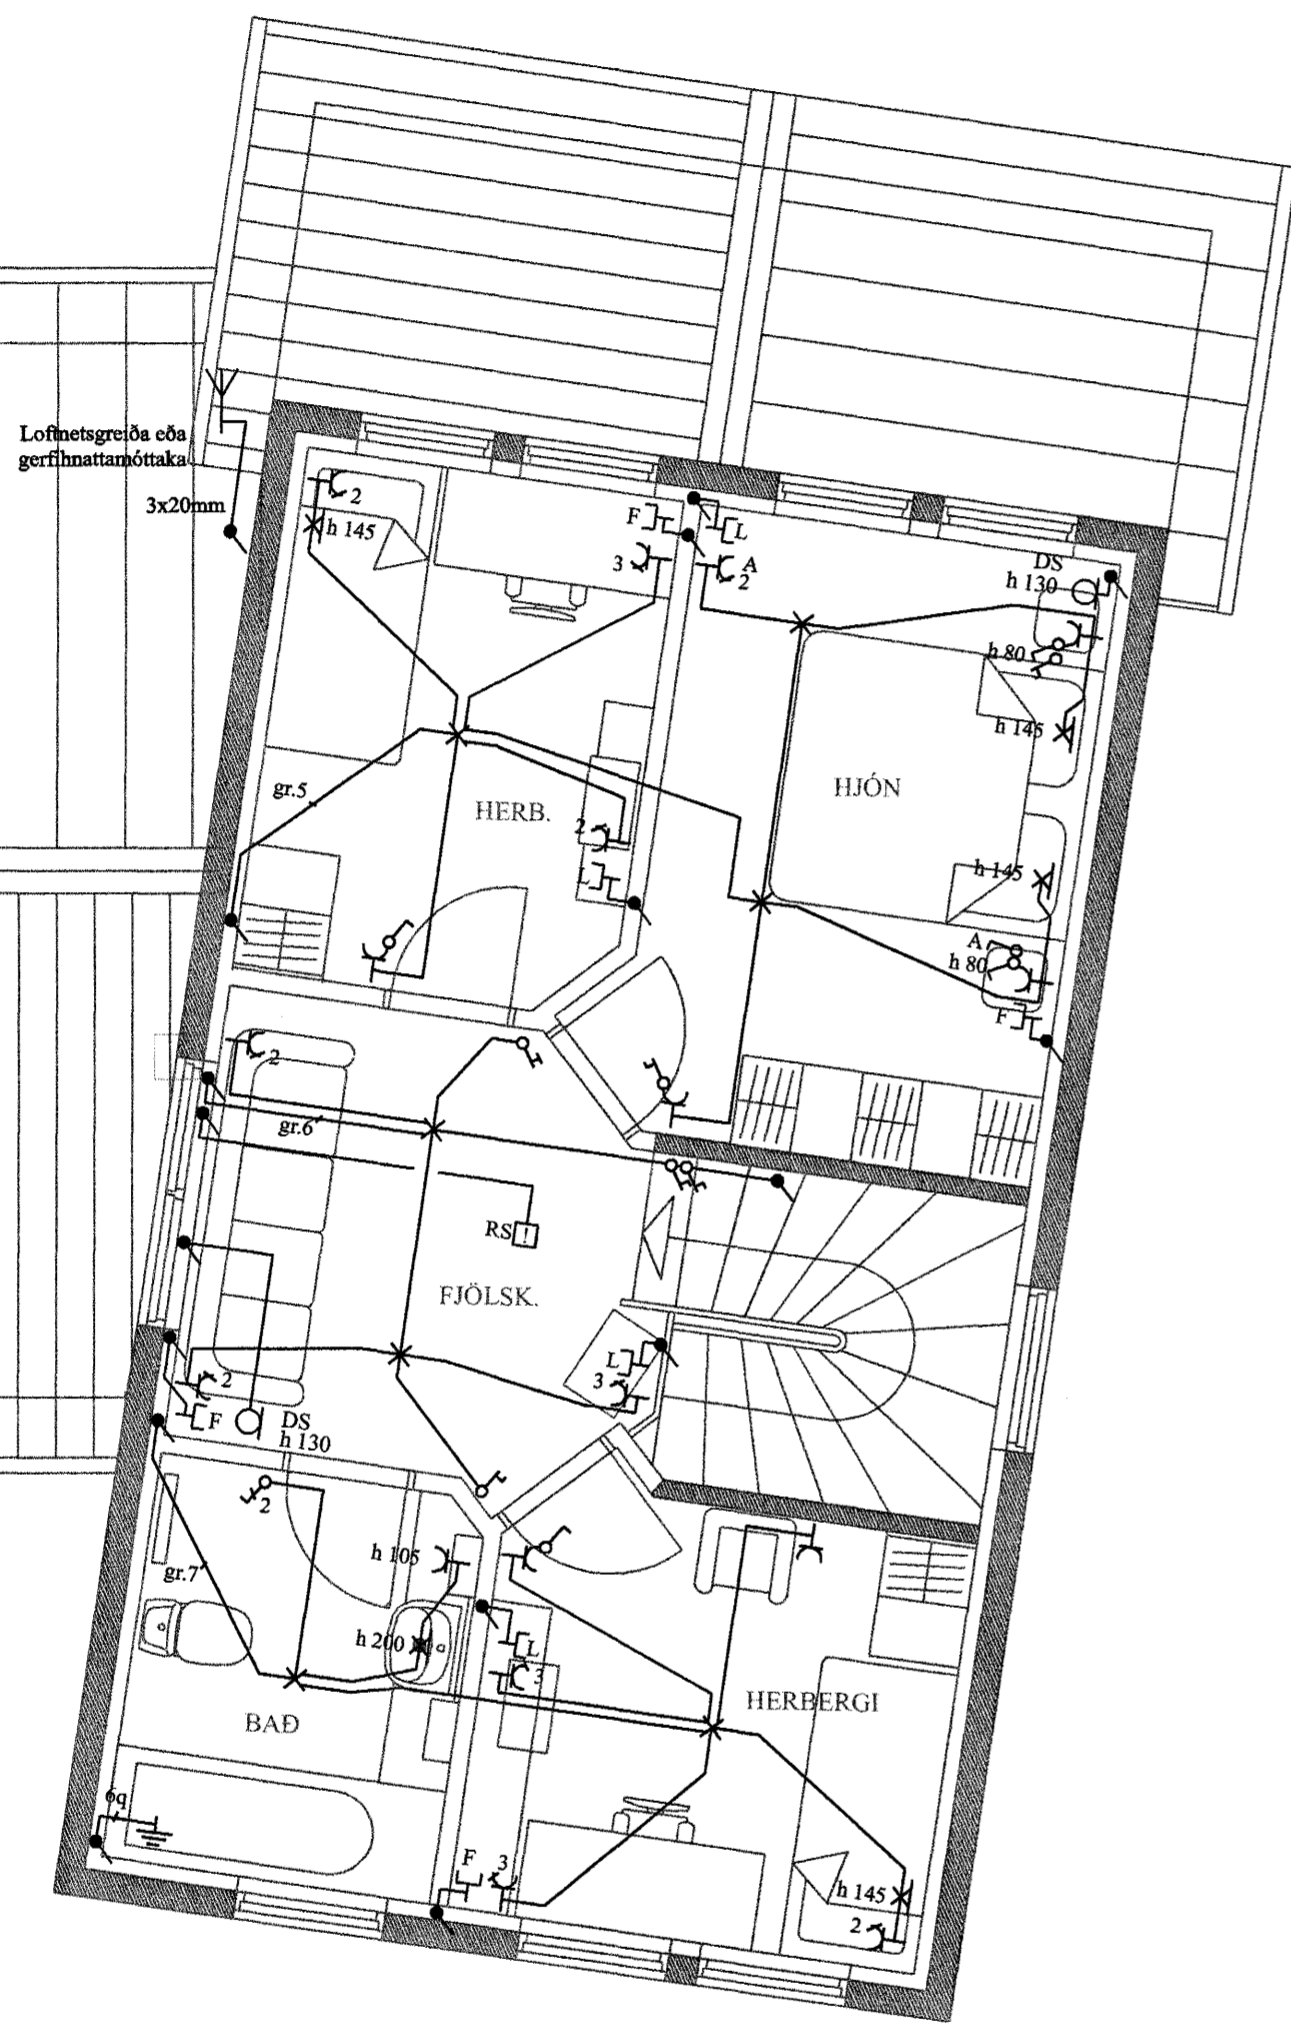 Loftnetsgreiða eða
gerfihnattamóttaka
3x20mm
2
h 145
F
L
3
A
2
DS
h 130
h 80
h 145
gr.5
HERB.
HJÓN
2
L
h 145
A
h 80
F
2
gr.6
RS !
FJÖLSK.
L
2
3
F
DS
h 130
2
h 105
gr.7
h 200
L
3
HERBERGI
BAÐ
6q
F
3
h 145
2